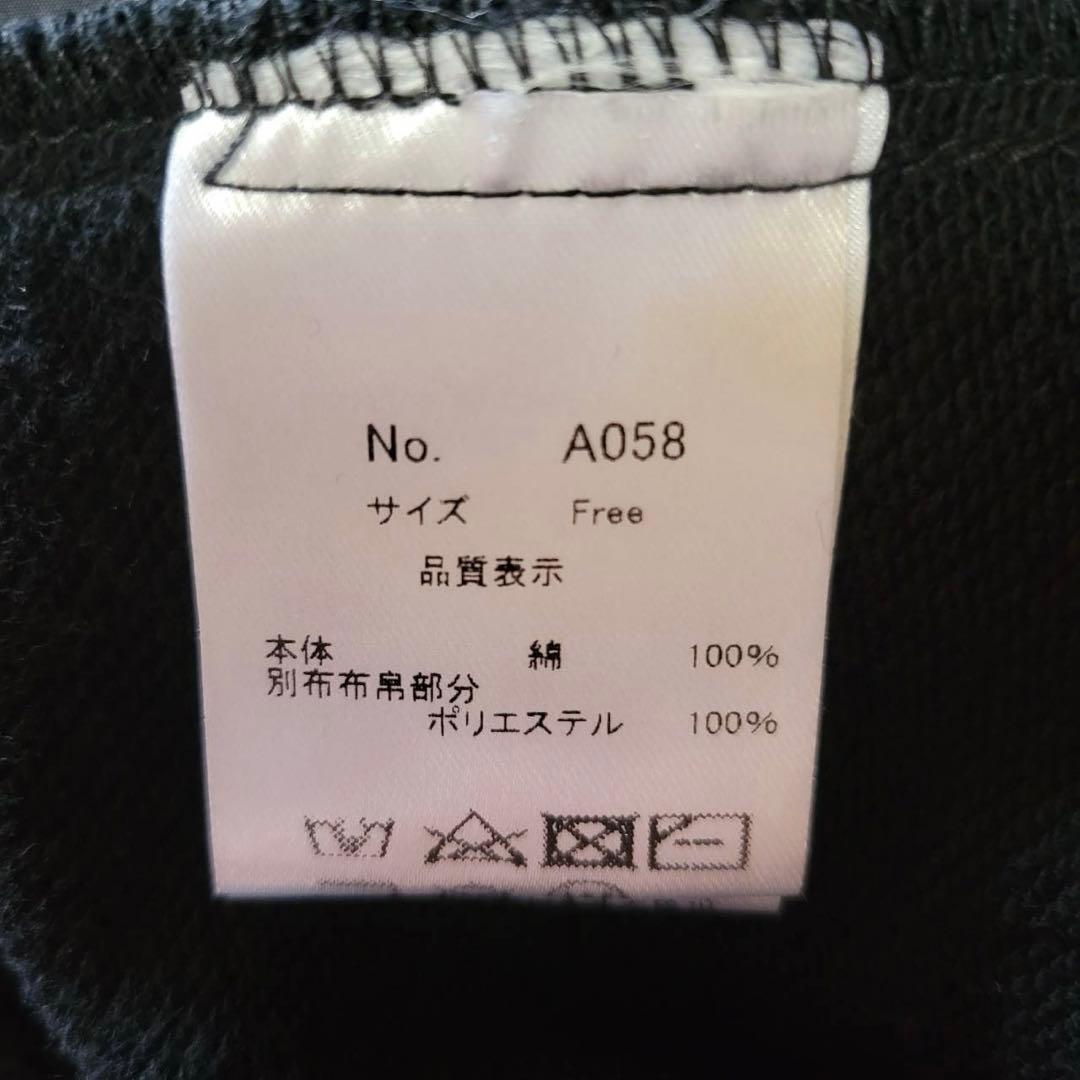 No. A058
サイズ Free
品質表示
本体 綿 100%
別布布帛部分
ポリエステル 100%